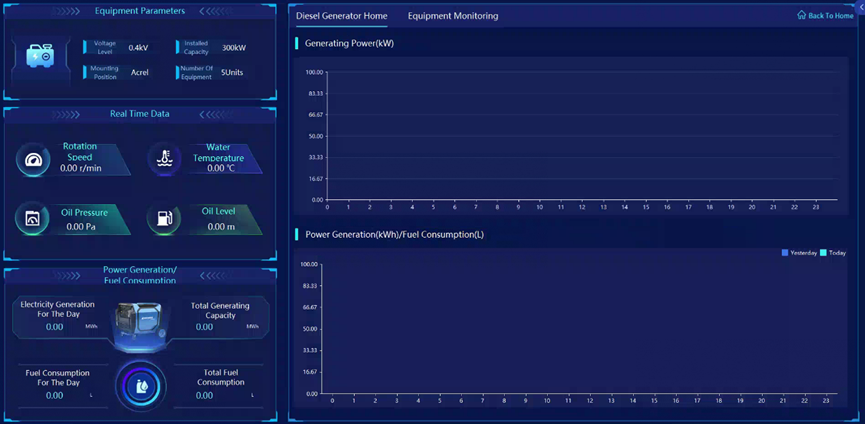 Equipment Parameters
Voltage
Level
0.4kV
Installed
Capacity
300kW
Mounting
Position
Acrel
Number Of
Equipment
5Units
Real Time Data
Rotation
Speed
0.00 r/min
Water
Temperature
0.00 ℃
Oil Pressure
0.00 Pa
Oil Level
0.00 m
Power Generation/
Fuel Consumption
Electricity Generation
For The Day
0.00 MWh
Total Generating
Capacity
0.00 MWh
Fuel Consumption
For The Day
0.00 L
Total Fuel
Consumption
0.00 L
Diesel Generator Home
Equipment Monitoring
Back To Home
Generating Power(kW)
100.00
83.33
66.67
50.00
33.33
16.67
0.00
0 1 2 3 4 5 6 7 8 9 10 11 12 13 14 15 16 17 18 19 20 21 22 23
Power Generation(kWh)/Fuel Consumption(L)
Yesterday Today
100.00
83.33
66.67
50.00
33.33
16.67
0.00
0 1 2 3 4 5 6 7 8 9 10 11 12 13 14 15 16 17 18 19 20 21 22 23